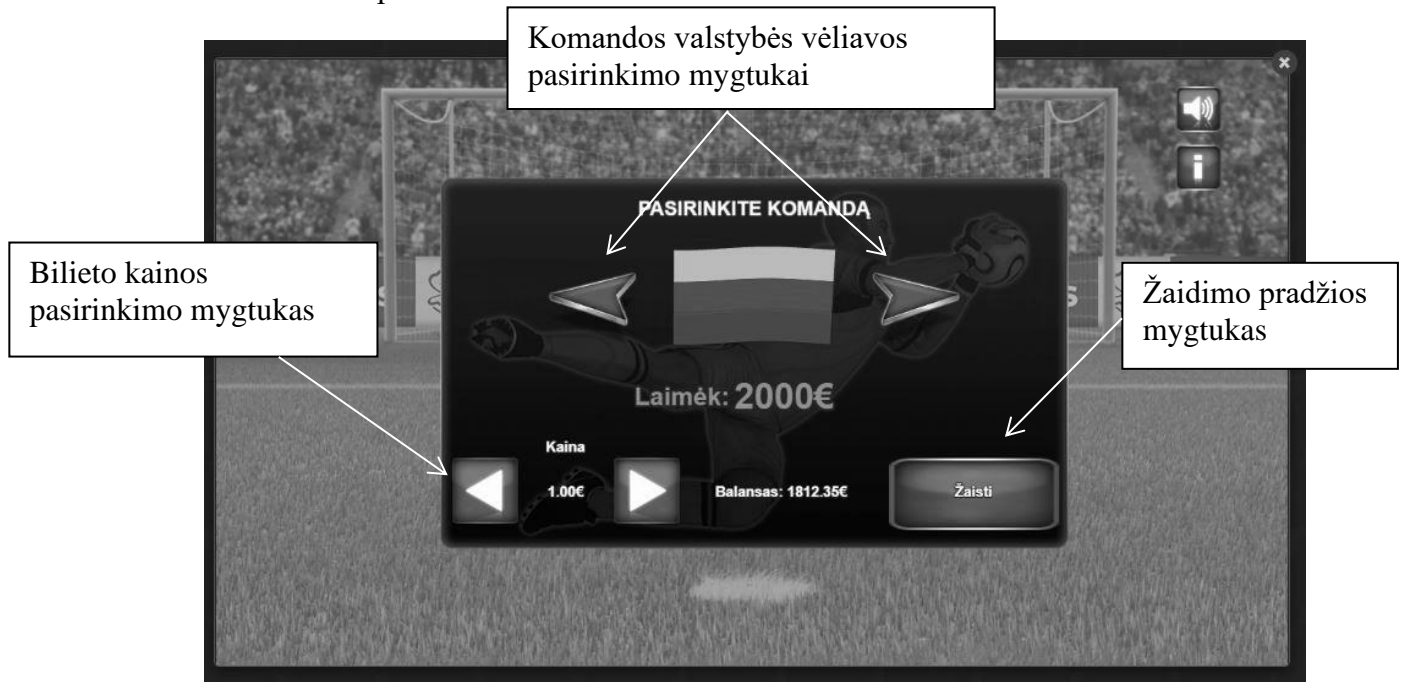 Komandos valstybės vėliavos
pasirinkimo mygtukai
PASIRINKITE KOMANDĄ
Bilieto kainos
pasirinkimo mygtukas
Žaidimo pradžios
mygtukas
Laimėk: 2000€
Kaina
1.00€
Balansas: 1812.35€
Žaisti